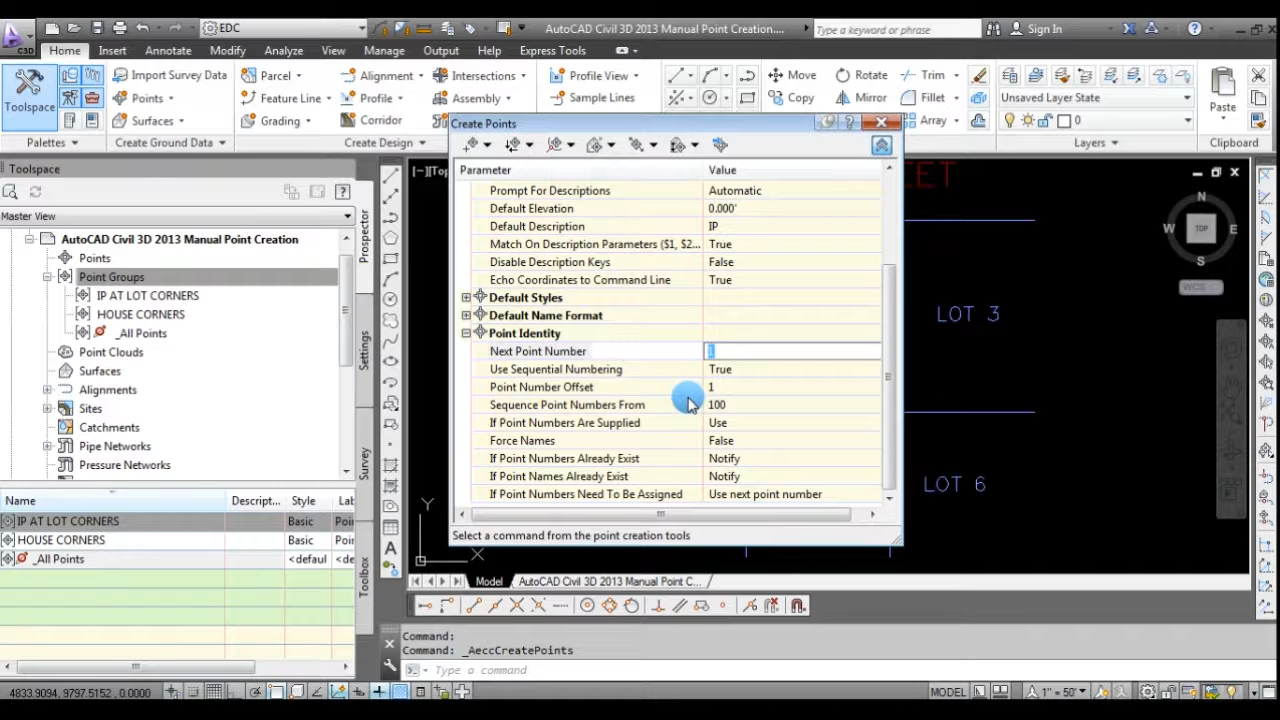 EDC
AutoCAD Civil 3D 2013 Manual Point Creation....
Type a keyword or phrase
Sign In
C3D
Home
Insert
Annotate
Modify
Analyze
View
Manage
Output
Help
Express Tools
Toolspace
Import Survey Data
Points
Surfaces
Parcel
Feature Line
Grading
Alignment
Profile
Corridor
Intersections
Assembly
Profile View
Sample Lines
Move
Copy
Rotate
Mirror
Trim
Fillet
Array
Unsaved Layer State
0
Paste
Palettes
Create Ground Data
Create Design
Layers
Clipboard
Toolspace
Master View
AutoCAD Civil 3D 2013 Manual Point Creation
Points
Point Groups
IP AT LOT CORNERS
HOUSE CORNERS
_All Points
Point Clouds
Surfaces
Alignments
Sites
Catchments
Pipe Networks
Pressure Networks
Prospector
Settings
Survey
Toolbox
Name
Descript...
Style
IP AT LOT CORNERS
Basic
HOUSE CORNERS
Basic
_All Points
<defaul
Create Points
Parameter
Value
Prompt For Descriptions
Automatic
Default Elevation
0.000'
Default Description
IP
Match On Description Parameters ($1, $2...
True
Disable Description Keys
False
Echo Coordinates to Command Line
True
Default Styles
Default Name Format
Point Identity
Next Point Number
1
Use Sequential Numbering
True
Point Number Offset
1
Sequence Point Numbers From
100
If Point Numbers Are Supplied
Use
Force Names
False
If Point Numbers Already Exist
Notify
If Point Names Already Exist
Notify
If Point Numbers Need To Be Assigned
Use next point number
Select a command from the point creation tools
N
W
TOP
E
S
WCS
LOT 3
LOT 6
Y
X
Model
AutoCAD Civil 3D 2013 Manual Point C...
Command:
Command: _AeccCreatePoints
Type a command
4833.9094, 9797.5152, 0.0000
MODEL
1" = 50'